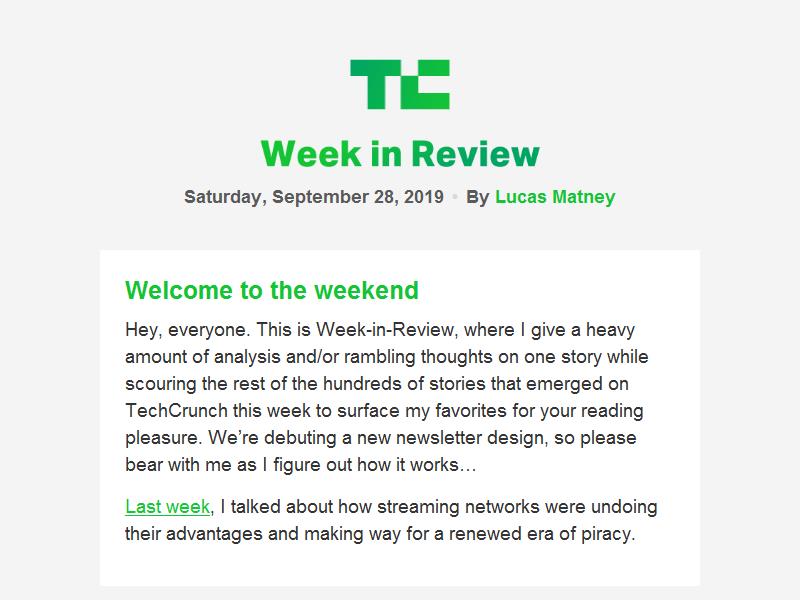 TC
Week in Review
Saturday, September 28, 2019 • By Lucas Matney
Welcome to the weekend
Hey, everyone. This is Week-in-Review, where I give a heavy
amount of analysis and/or rambling thoughts on one story while
scouring the rest of the hundreds of stories that emerged on
TechCrunch this week to surface my favorites for your reading
pleasure. We’re debuting a new newsletter design, so please
bear with me as I figure out how it works…
Last week, I talked about how streaming networks were undoing
their advantages and making way for a renewed era of piracy.